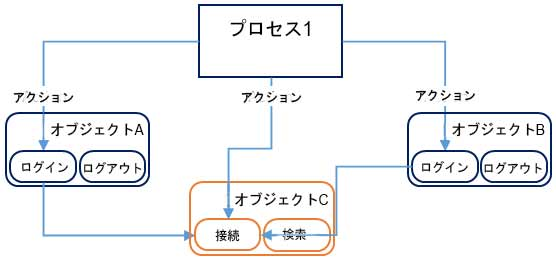 プロセス1
アクション
アクション
アクション
オブジェクトA
ログイン
ログアウト
オブジェクトB
ログイン
ログアウト
オブジェクトC
接続
検索